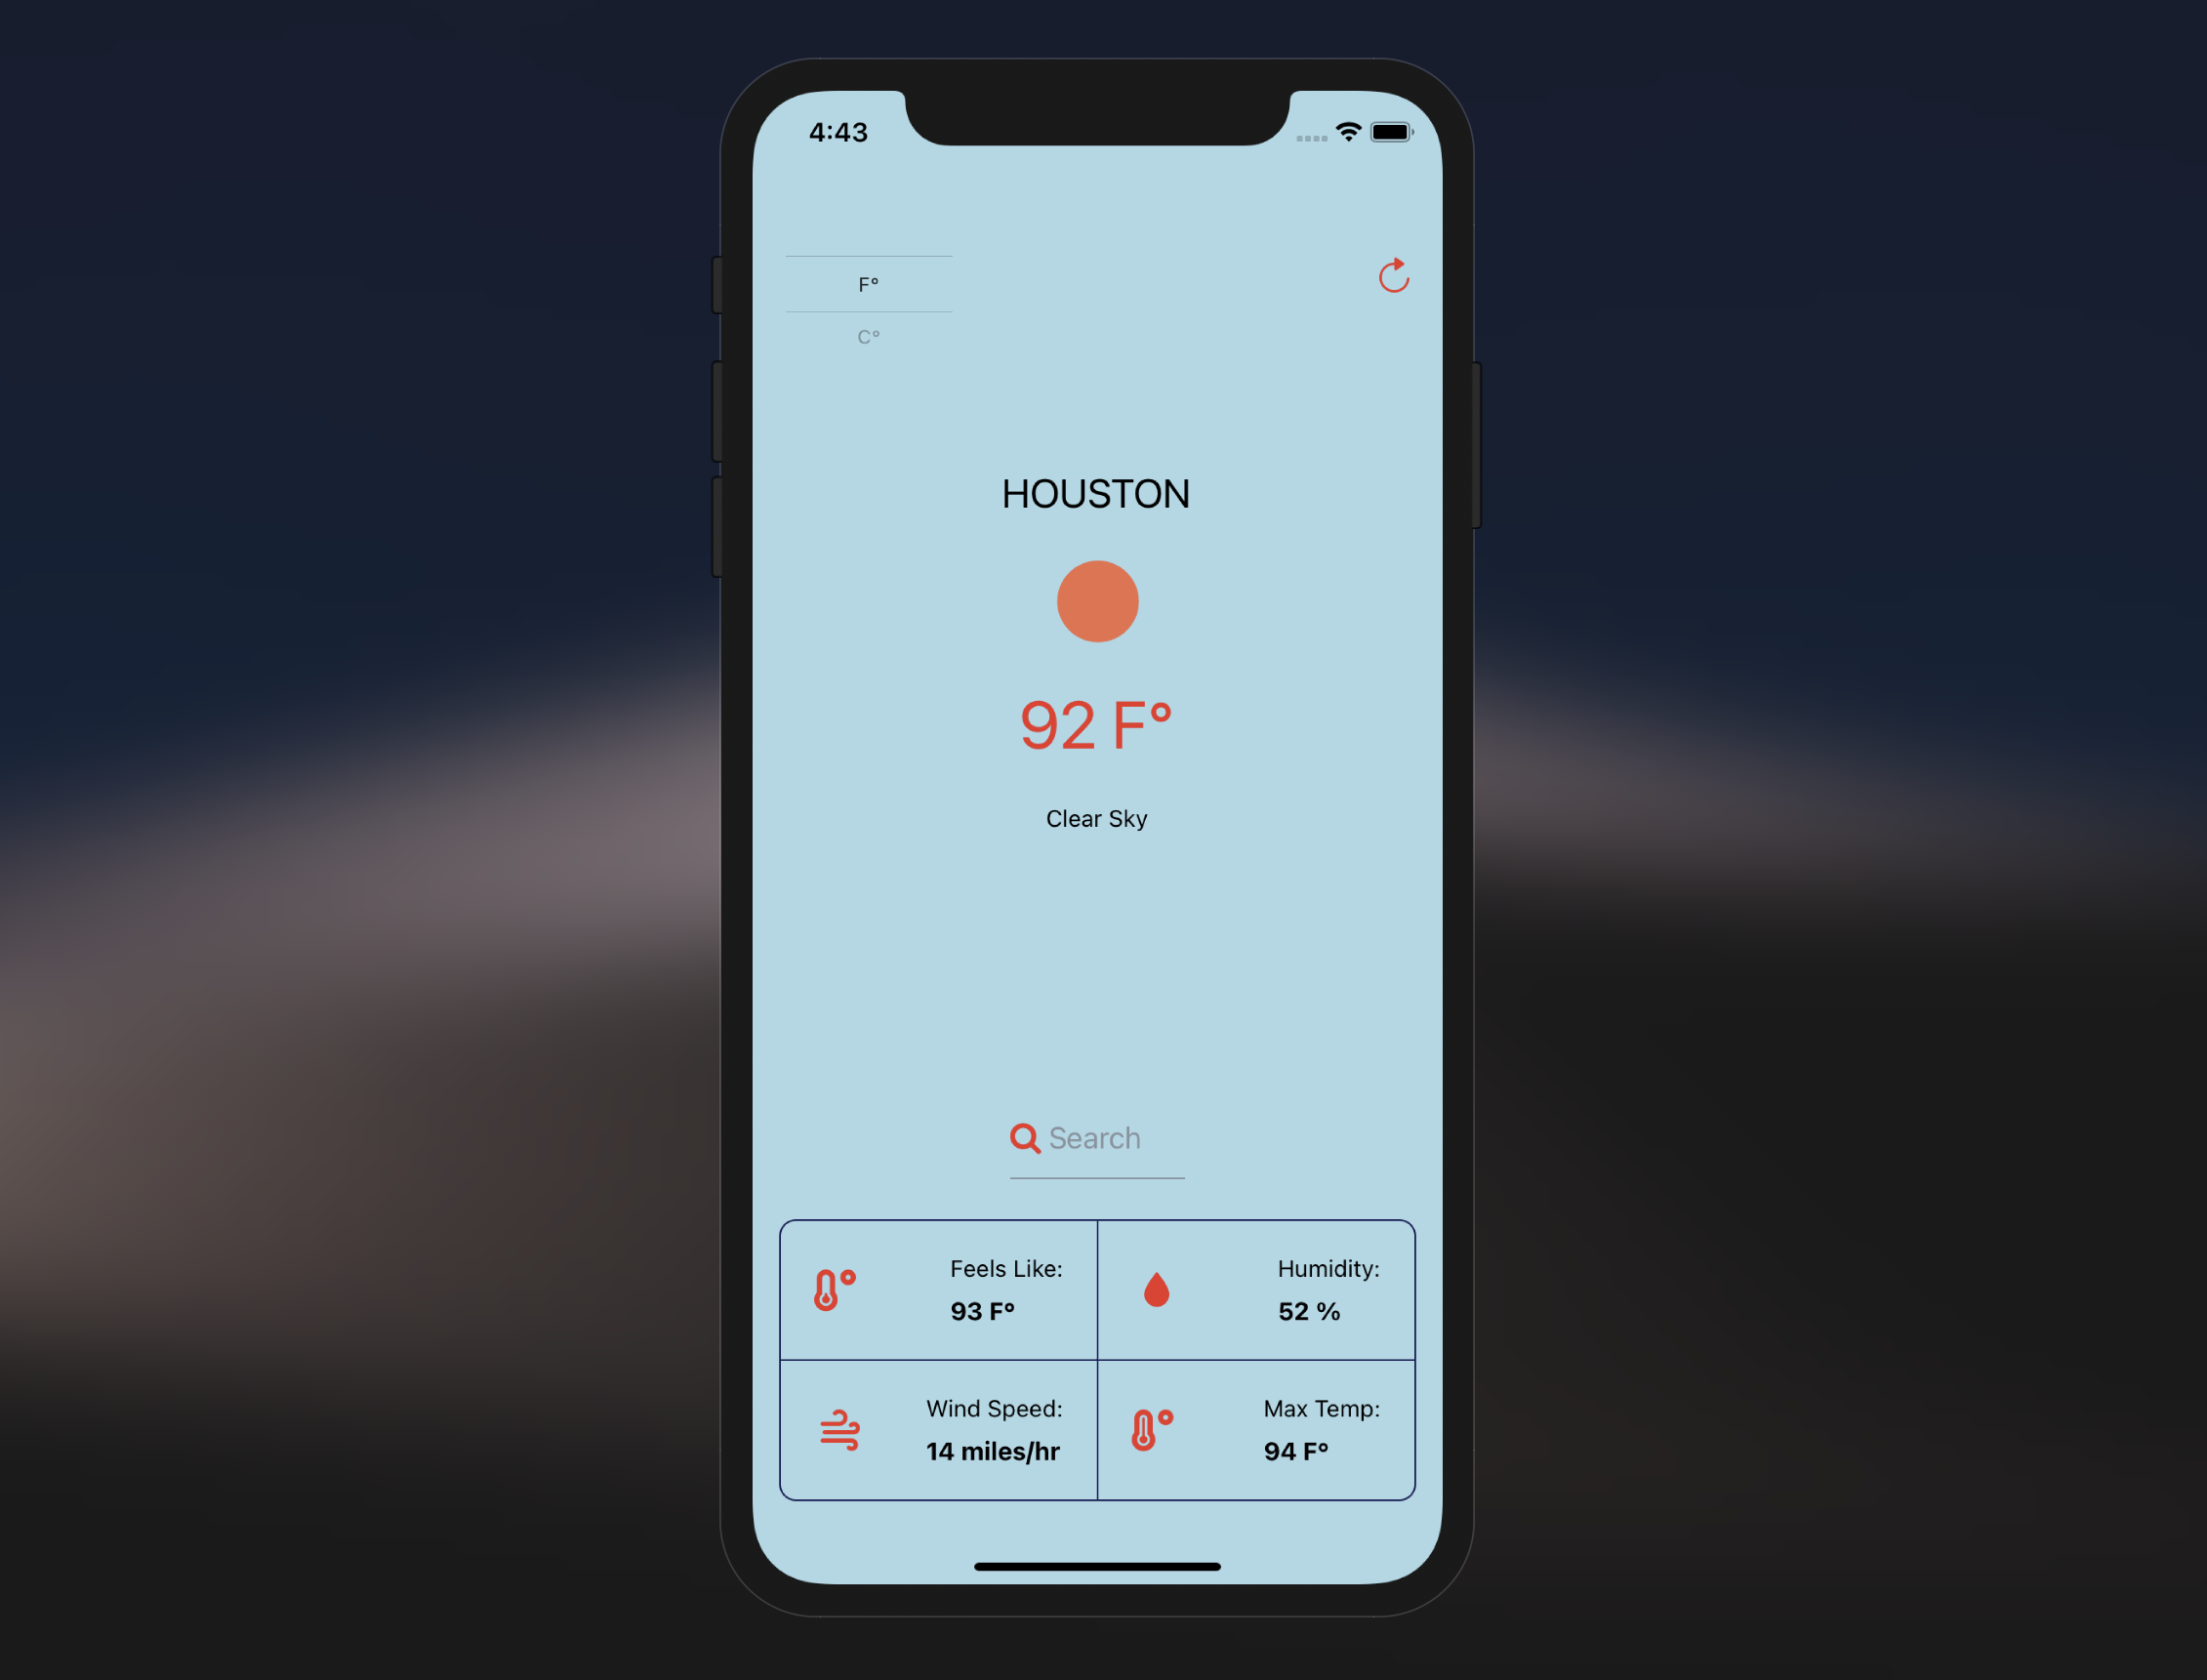 4:43
F°
C°
HOUSTON
92 F°
Clear Sky
Search
Feels Like:
93 F°
Humidity:
52 %
Wind Speed:
14 miles/hr
Max Temp:
94 F°